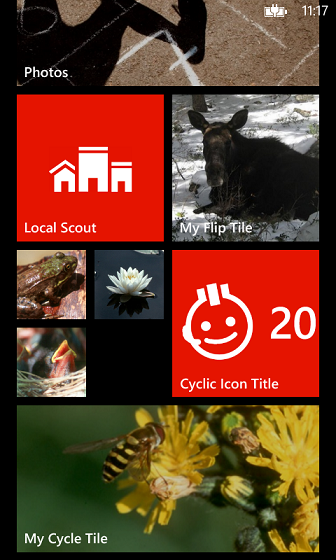 11:17
Photos
Local Scout
My Flip Tile
20
Cyclic Icon Title
My Cycle Tile